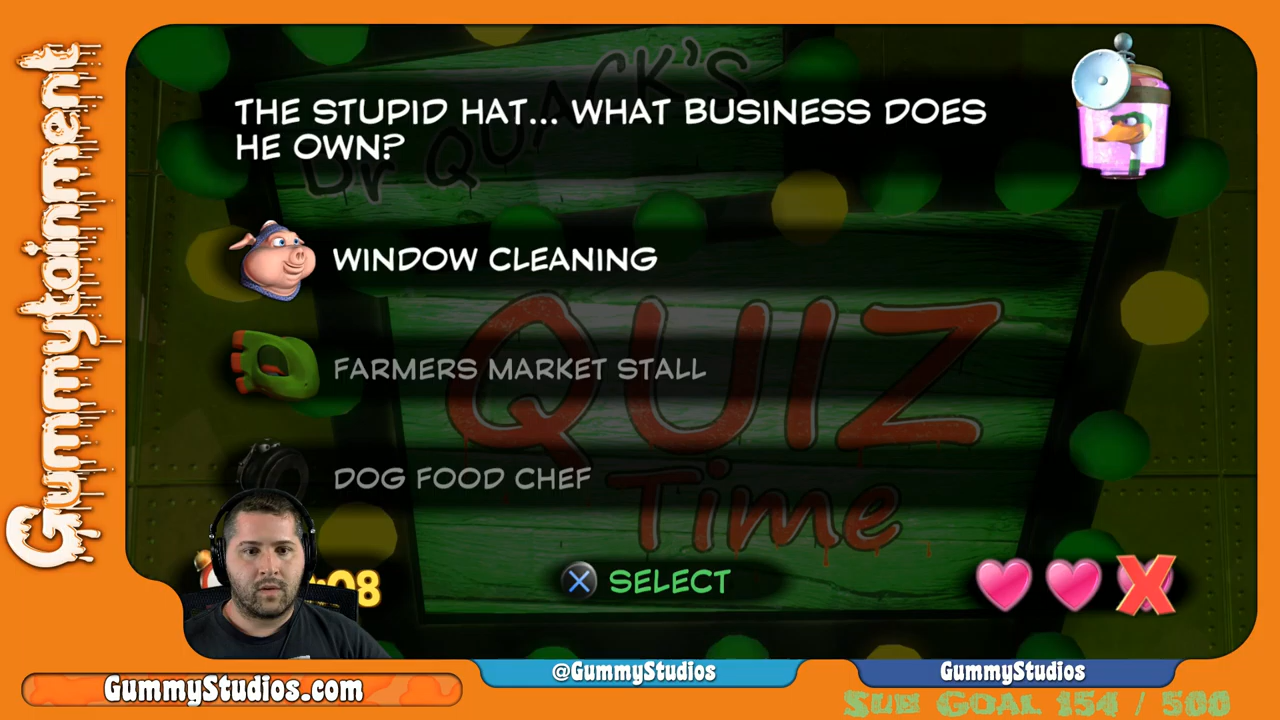 Gummytainment
Dr QUACK'S
THE STUPID HAT... WHAT BUSINESS DOES
HE OWN?
WINDOW CLEANING
FARMERS MARKET STALL
DOG FOOD CHEF
QUIZ
Time
SELECT
GummyStudios.com
@GummyStudios
GummyStudios
SUB GOAL 154 / 500